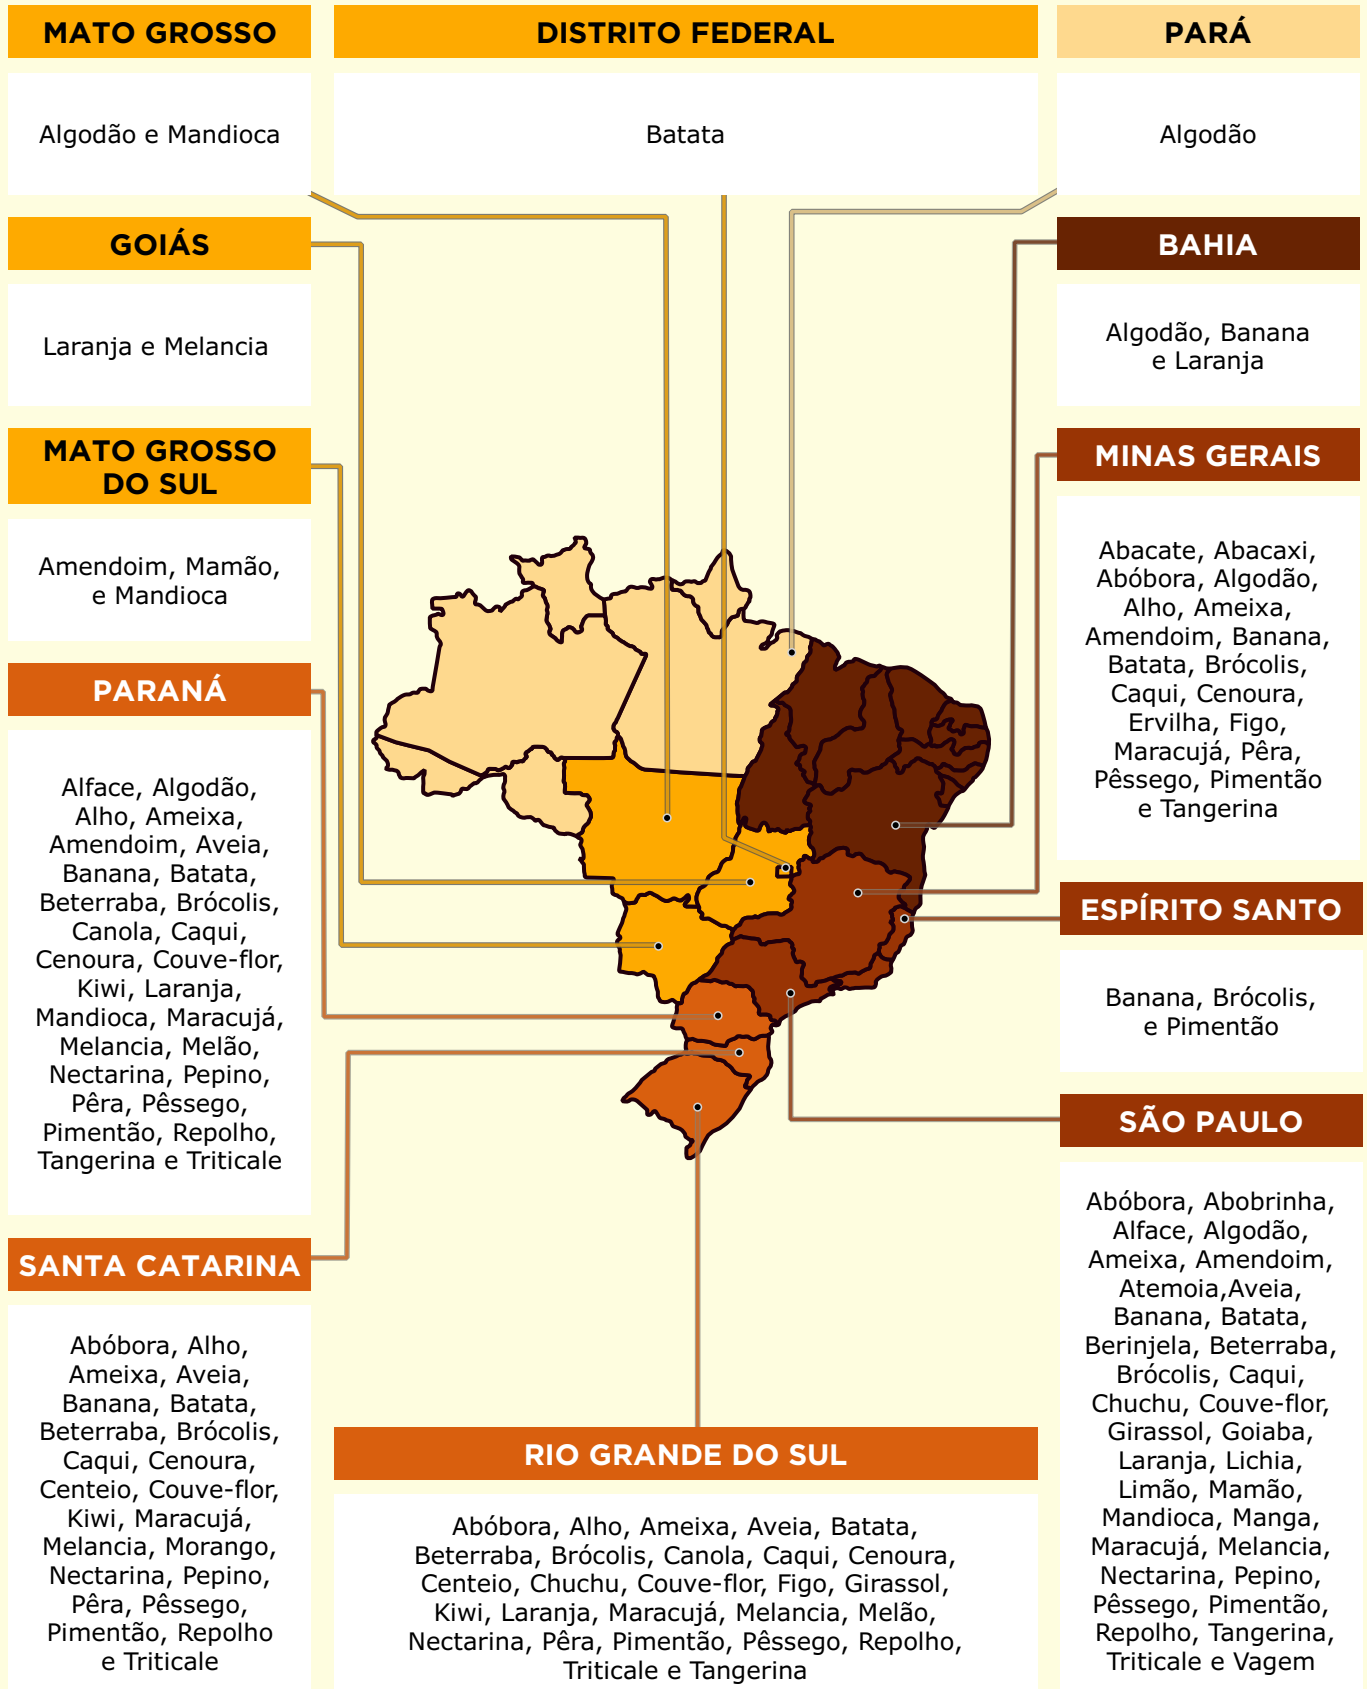 MATO GROSSO
Algodão e Mandioca
DISTRITO FEDERAL
Batata
PARÁ
Algodão
GOIÁS
Laranja e Melancia
BAHIA
Algodão, Banana
e Laranja
MATO GROSSO
DO SUL
Amendoim, Mamão,
e Mandioca
MINAS GERAIS
Abacate, Abacaxi,
Abóbora, Algodão,
Alho, Ameixa,
Amendoim, Banana,
Batata, Brócolis,
Caqui, Cenoura,
Ervilha, Figo,
Maracujá, Pêra,
Pêssego, Pimentão
e Tangerina
PARANÁ
Alface, Algodão,
Alho, Ameixa,
Amendoim, Aveia,
Banana, Batata,
Beterraba, Brócolis,
Canola, Caqui,
Cenoura, Couve-flor,
Kiwi, Laranja,
Mandioca, Maracujá,
Melancia, Melão,
Nectarina, Pepino,
Pêra, Pêssego,
Pimentão, Repolho,
Tangerina e Triticale
ESPÍRITO SANTO
Banana, Brócolis,
e Pimentão
SÃO PAULO
Abóbora, Abobrinha,
Alface, Algodão,
Ameixa, Amendoim,
Atemoia,Aveia,
Banana, Batata,
Berinjela, Beterraba,
Brócolis, Caqui,
Chuchu, Couve-flor,
Girassol, Goiaba,
Laranja, Lichia,
Limão, Mamão,
Mandioca, Manga,
Maracujá, Melancia,
Nectarina, Pepino,
Pêssego, Pimentão,
Repolho, Tangerina,
Triticale e Vagem
SANTA CATARINA
Abóbora, Alho,
Ameixa, Aveia,
Banana, Batata,
Beterraba, Brócolis,
Caqui, Cenoura,
Centeio, Couve-flor,
Kiwi, Maracujá,
Melancia, Morango,
Nectarina, Pepino,
Pêra, Pêssego,
Pimentão, Repolho
e Triticale
RIO GRANDE DO SUL
Abóbora, Alho, Ameixa, Aveia, Batata,
Beterraba, Brócolis, Canola, Caqui, Cenoura,
Centeio, Chuchu, Couve-flor, Figo, Girassol,
Kiwi, Laranja, Maracujá, Melancia, Melão,
Nectarina, Pêra, Pimentão, Pêssego, Repolho,
Triticale e Tangerina